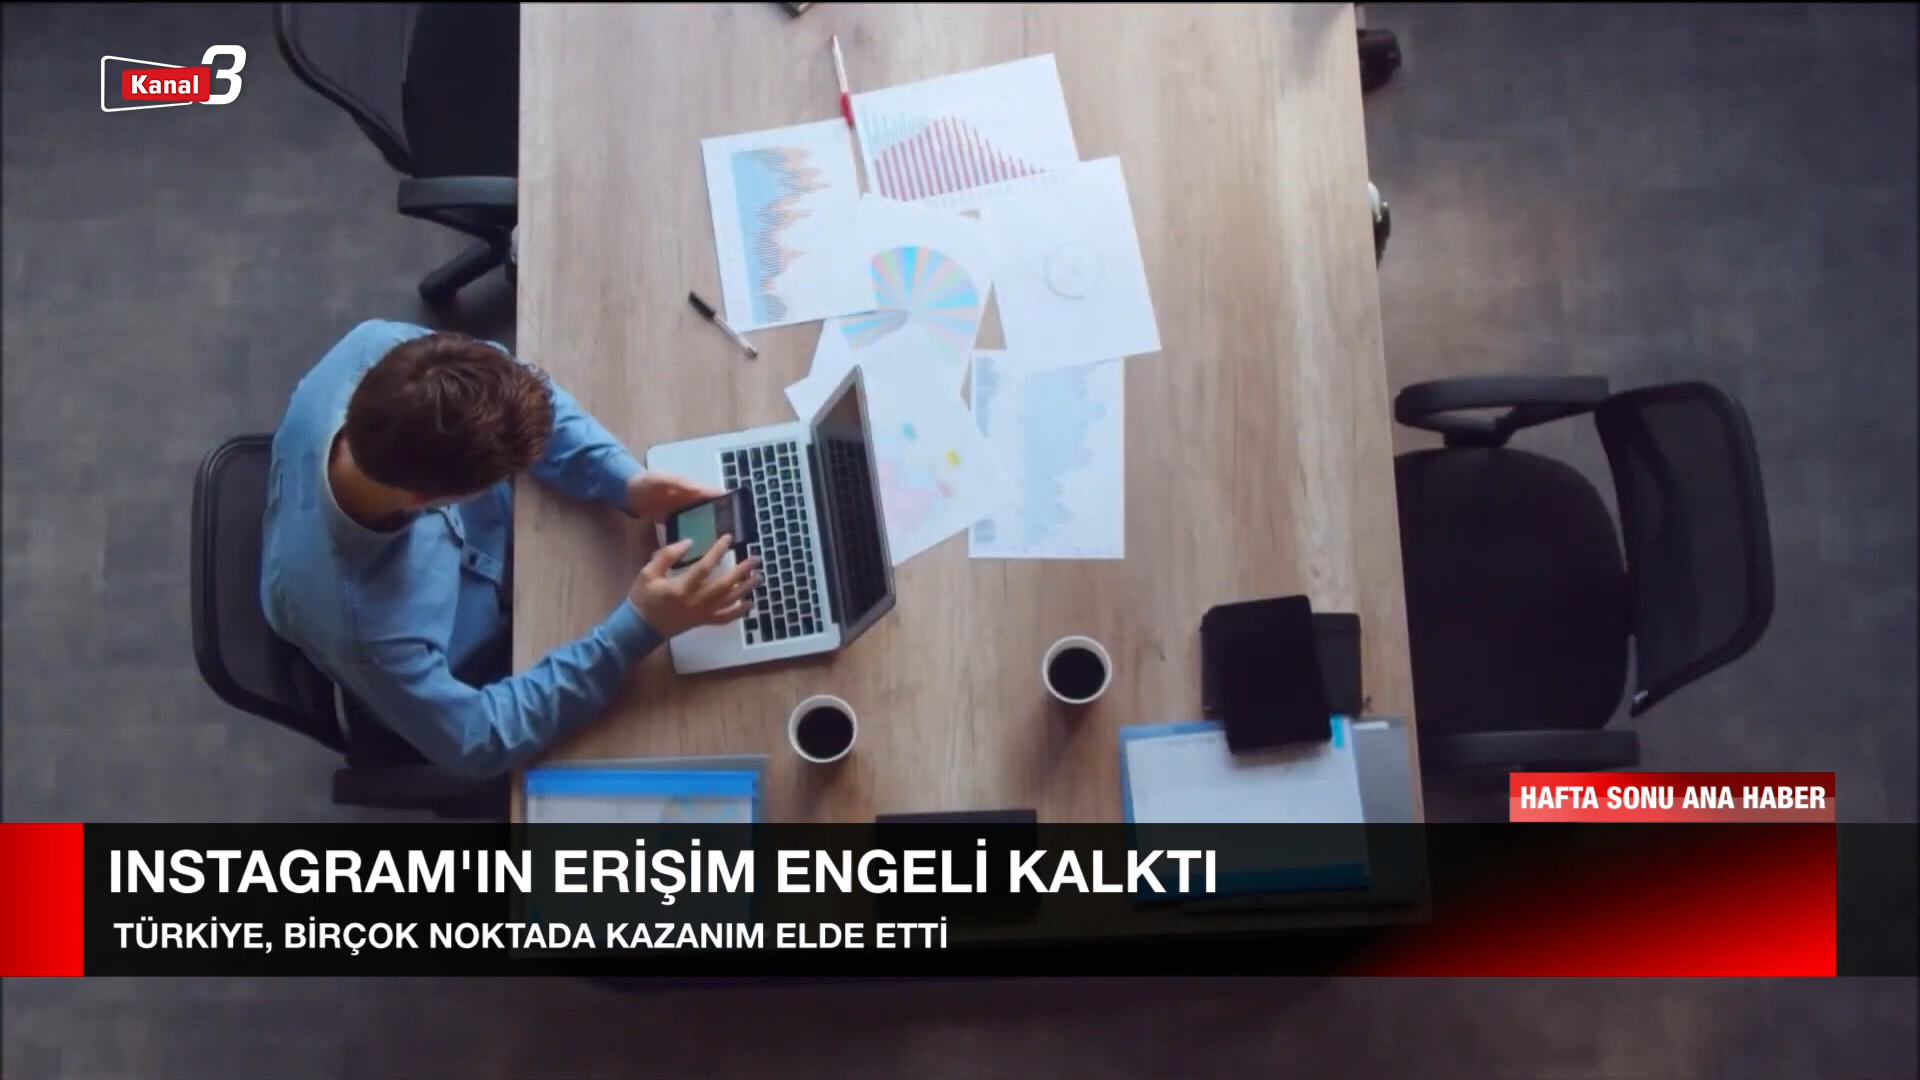 Kanal 3
HAFTA SONU ANA HABER
INSTAGRAM'IN ERİŞİM ENGELİ KALKTI
TÜRKİYE, BİRÇOK NOKTADA KAZANIM ELDE ETTİ